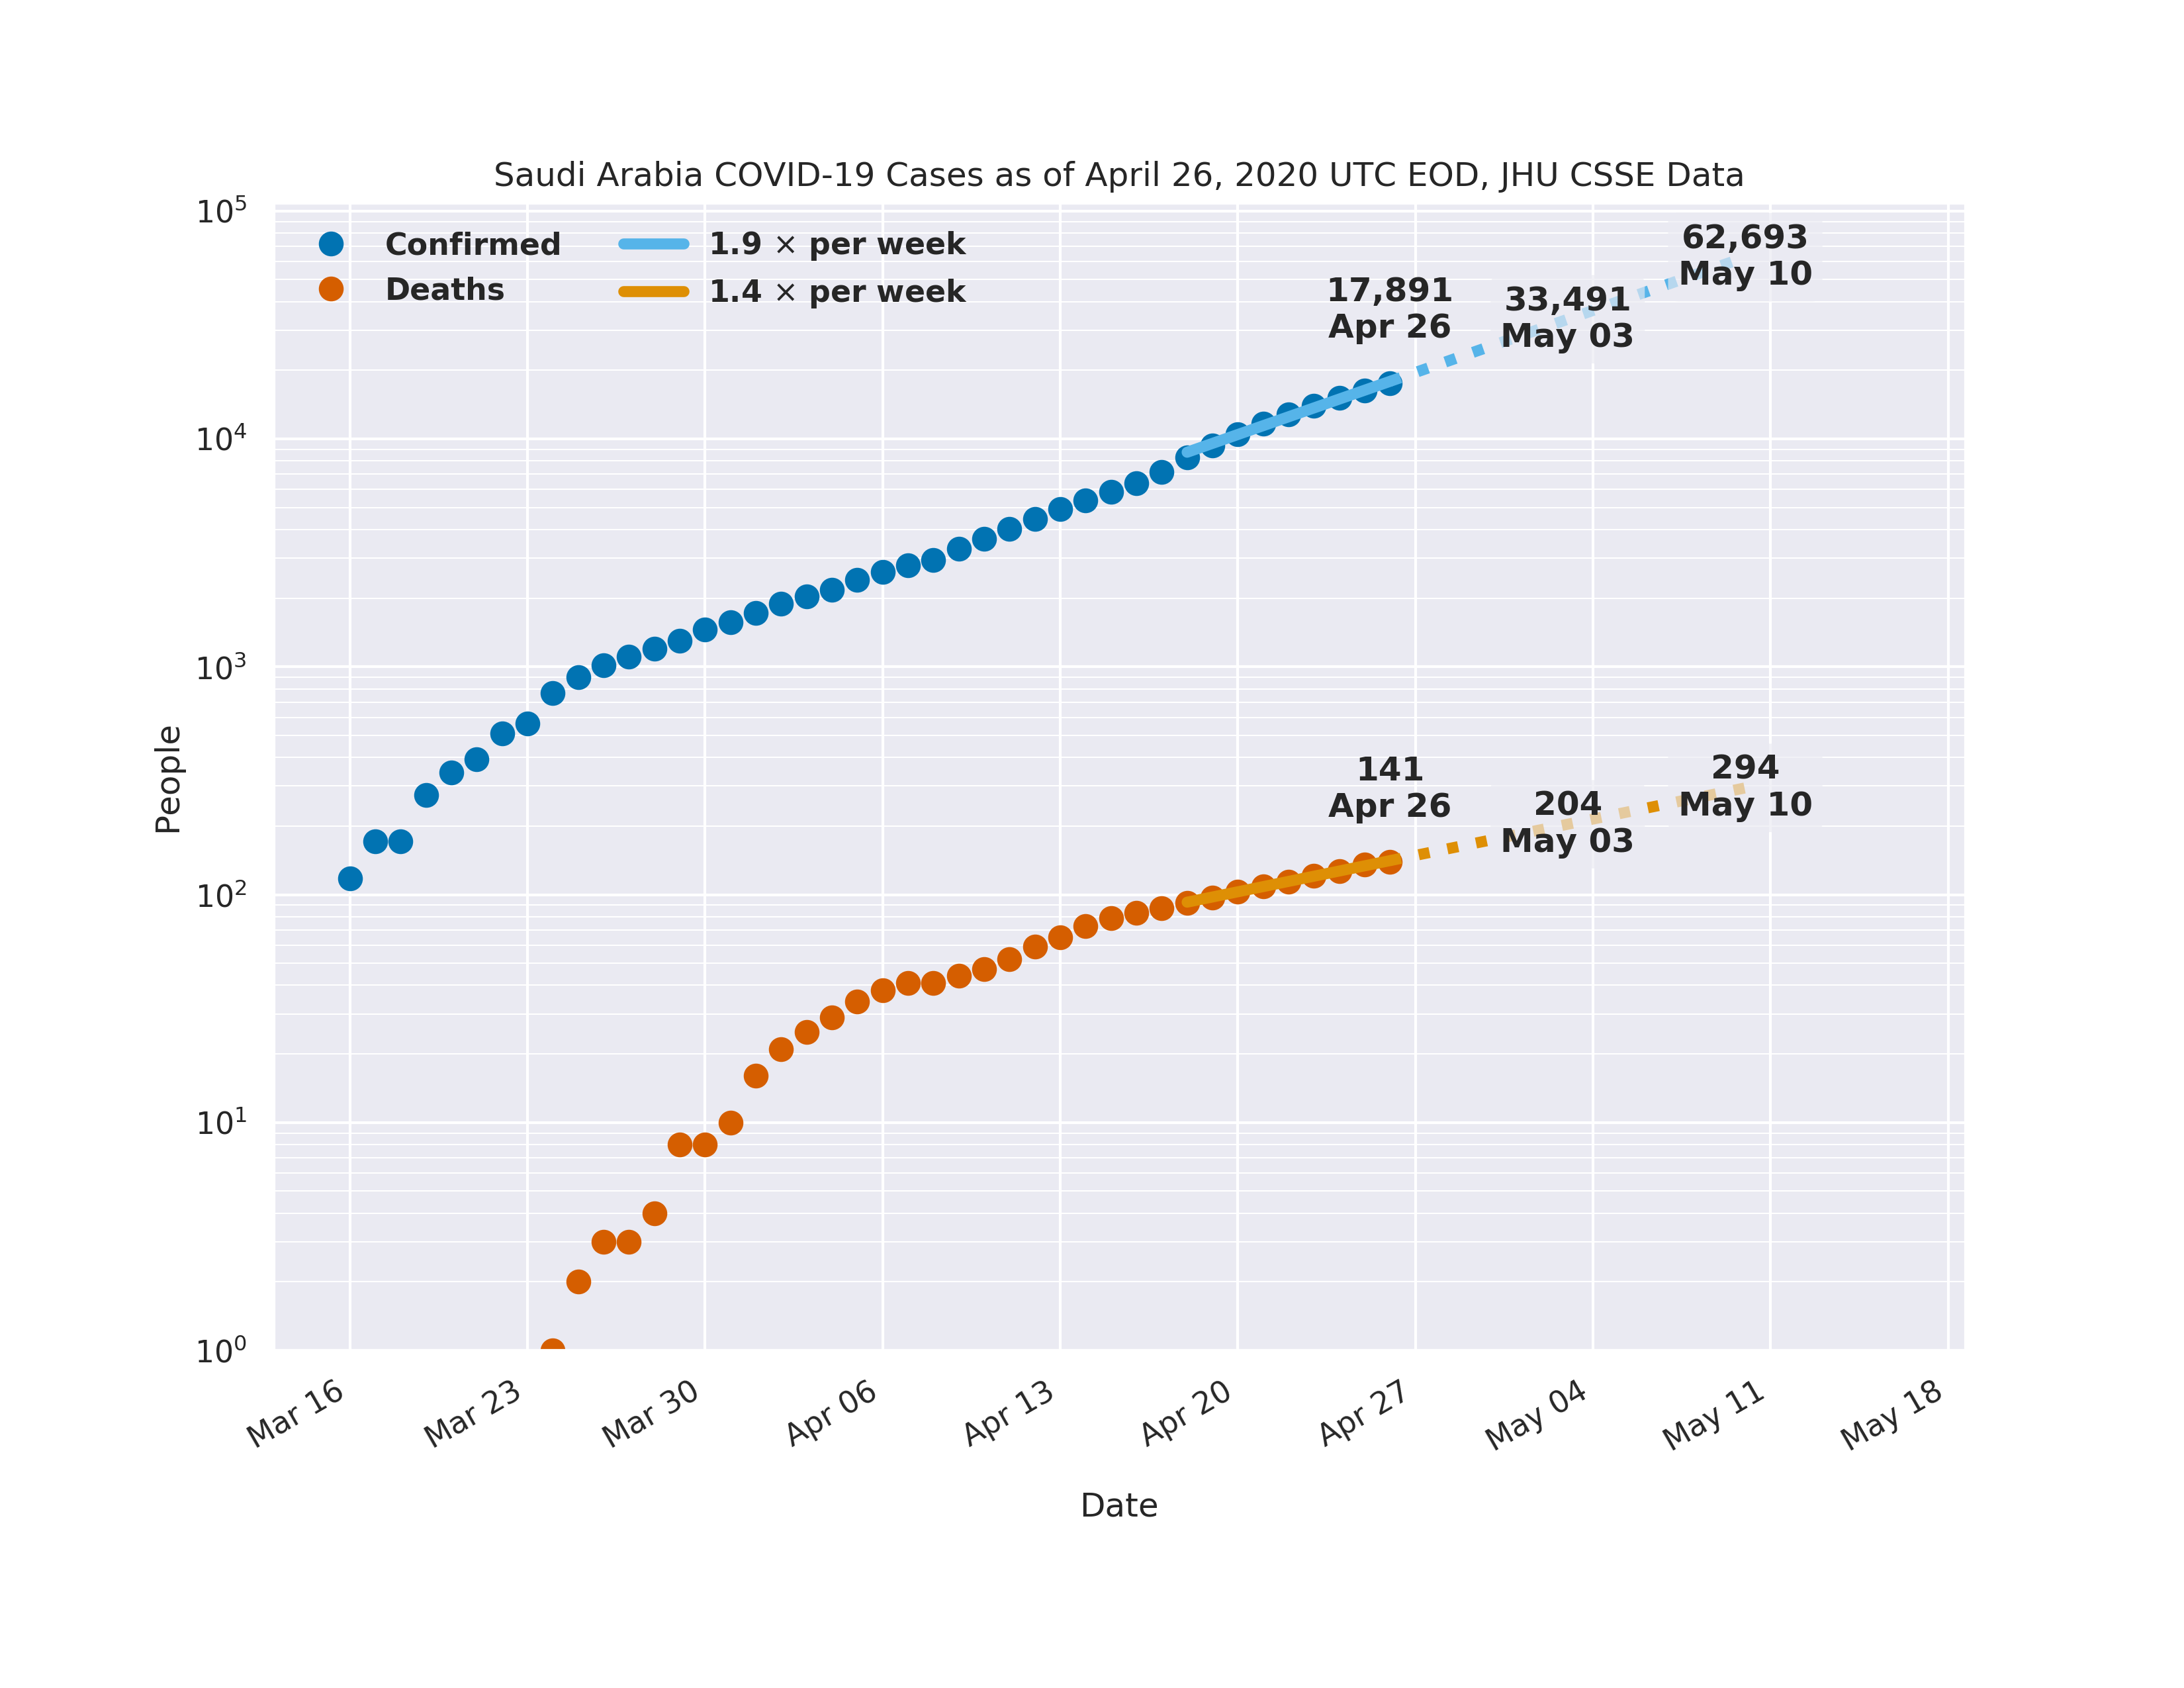 Saudi Arabia COVID-19 Cases as of April 26, 2020 UTC EOD, JHU CSSE Data
Confirmed
Deaths
1.9 × per week
1.4 × per week
17,891
Apr 26
33,491
May 03
62,693
May 10
141
Apr 26
204
May 03
294
May 10
People
10⁵
10⁴
10³
10²
10¹
10⁰
Mar 16
Mar 23
Mar 30
Apr 06
Apr 13
Apr 20
Apr 27
May 04
May 11
May 18
Date